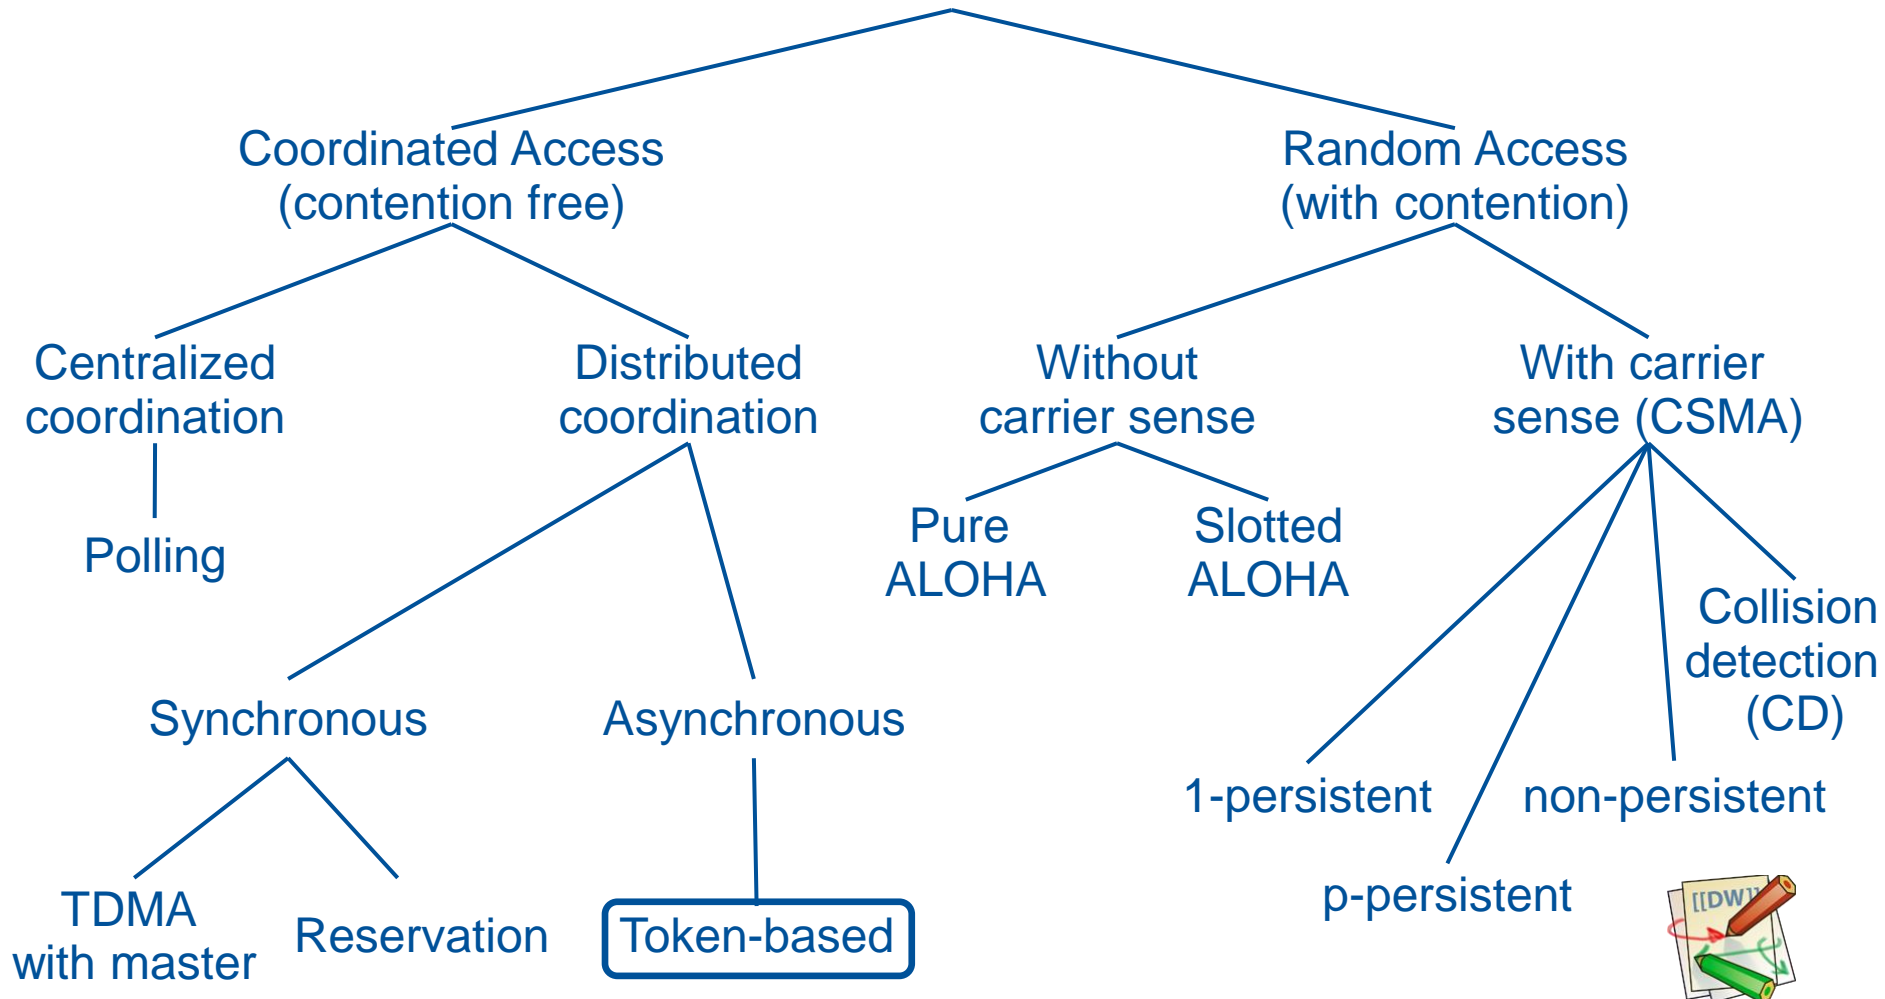 Coordinated Access
(contention free)
Random Access
(with contention)
Centralized
coordination
Distributed
coordination
Without
carrier sense
With carrier
sense (CSMA)
Polling
Pure
ALOHA
Slotted
ALOHA
Collision
detection
(CD)
Synchronous
Asynchronous
1-persistent
non-persistent
p-persistent
TDMA
with master
Reservation
Token-based
[[DW]]